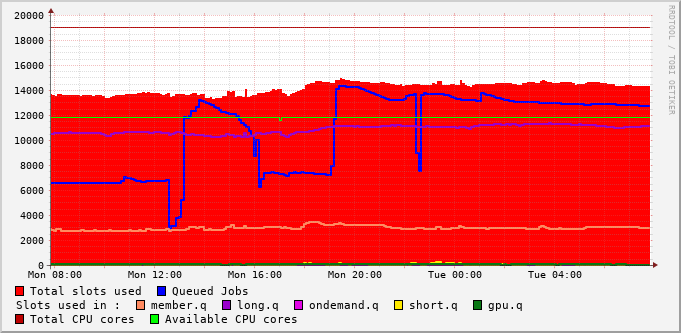 20000
18000
16000
14000
12000
10000
8000
6000
4000
2000
0
Mon 08:00 Mon 12:00 Mon 16:00 Mon 20:00 Tue 00:00 Tue 04:00
Total slots used Queued Jobs
Slots used in : member.q long.q ondemand.q short.q gpu.q
Total CPU cores Available CPU cores
RRDTOOL / TOBI OETIKER